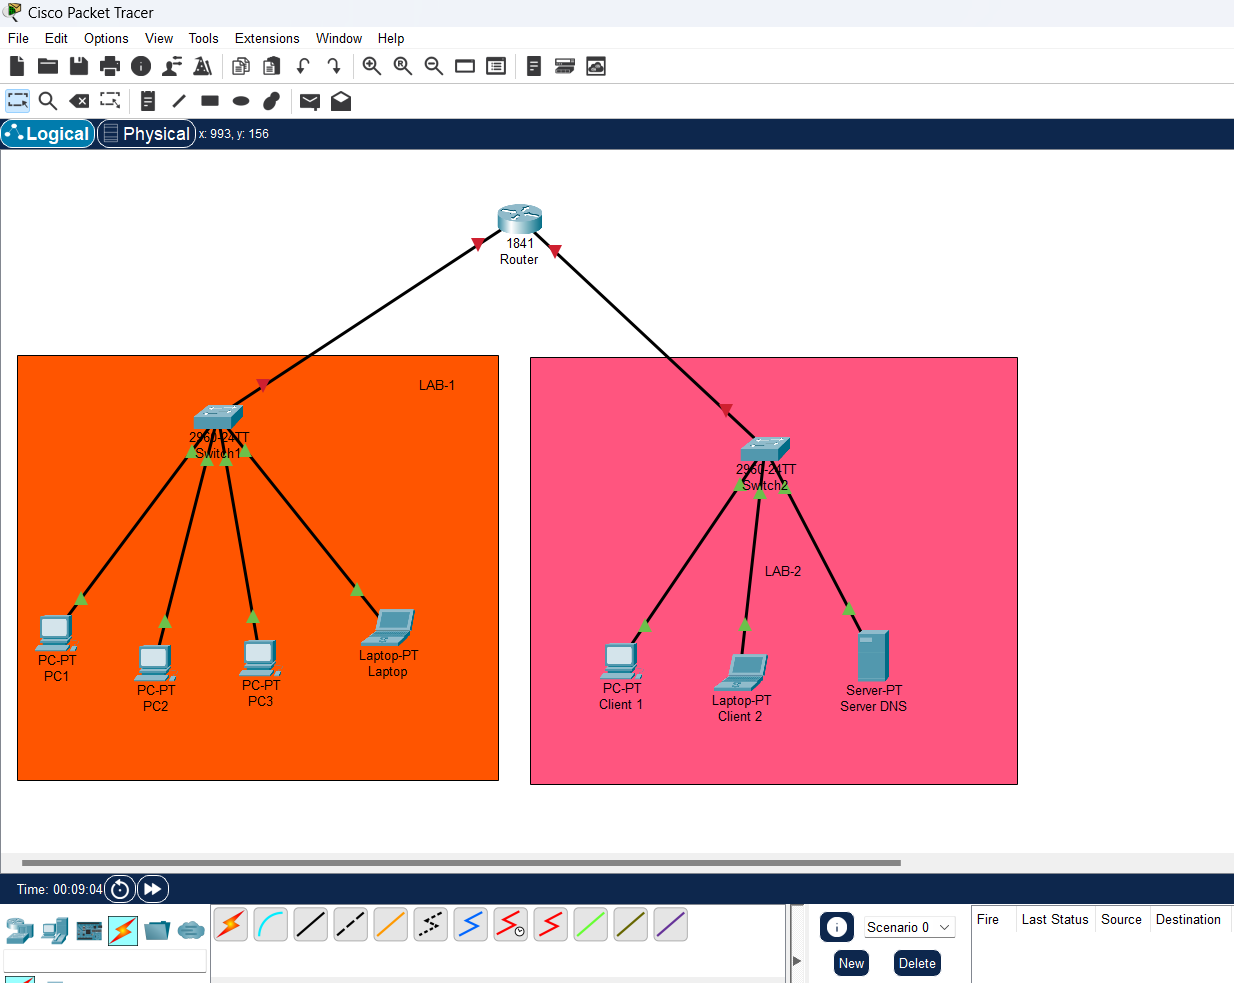 Cisco Packet Tracer
File Edit Options View Tools Extensions Window Help
Logical Physical x: 993, y: 156
1841
Router
LAB-1
2960-24TT
Switch1
2960-24TT
Switch2
LAB-2
PC-PT
PC1
PC-PT
PC2
PC-PT
PC3
Laptop-PT
Laptop
PC-PT
Client 1
Laptop-PT
Client 2
Server-PT
Server DNS
Time: 00:09:04
Scenario 0
New Delete
Fire Last Status Source Destination